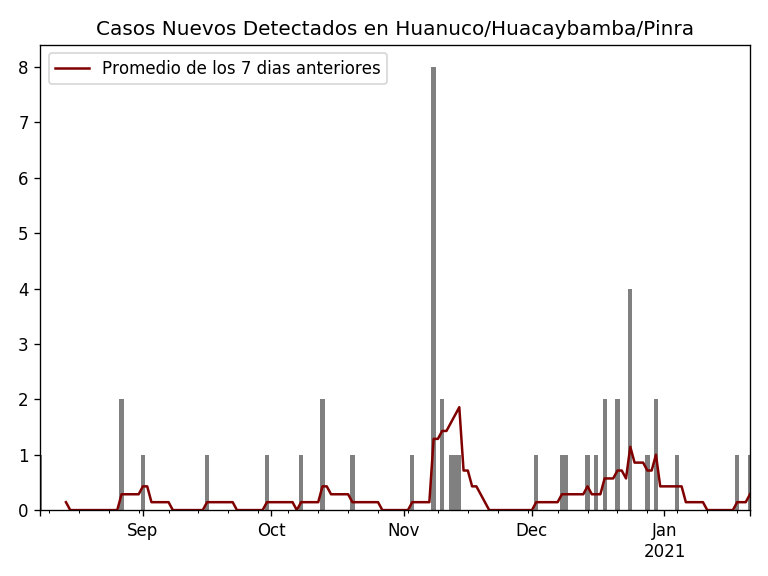 Casos Nuevos Detectados en Huanuco/Huacaybamba/Pinra
Promedio de los 7 dias anteriores
8
7
6
5
4
3
2
1
0
Sep
Oct
Nov
Dec
Jan
2021